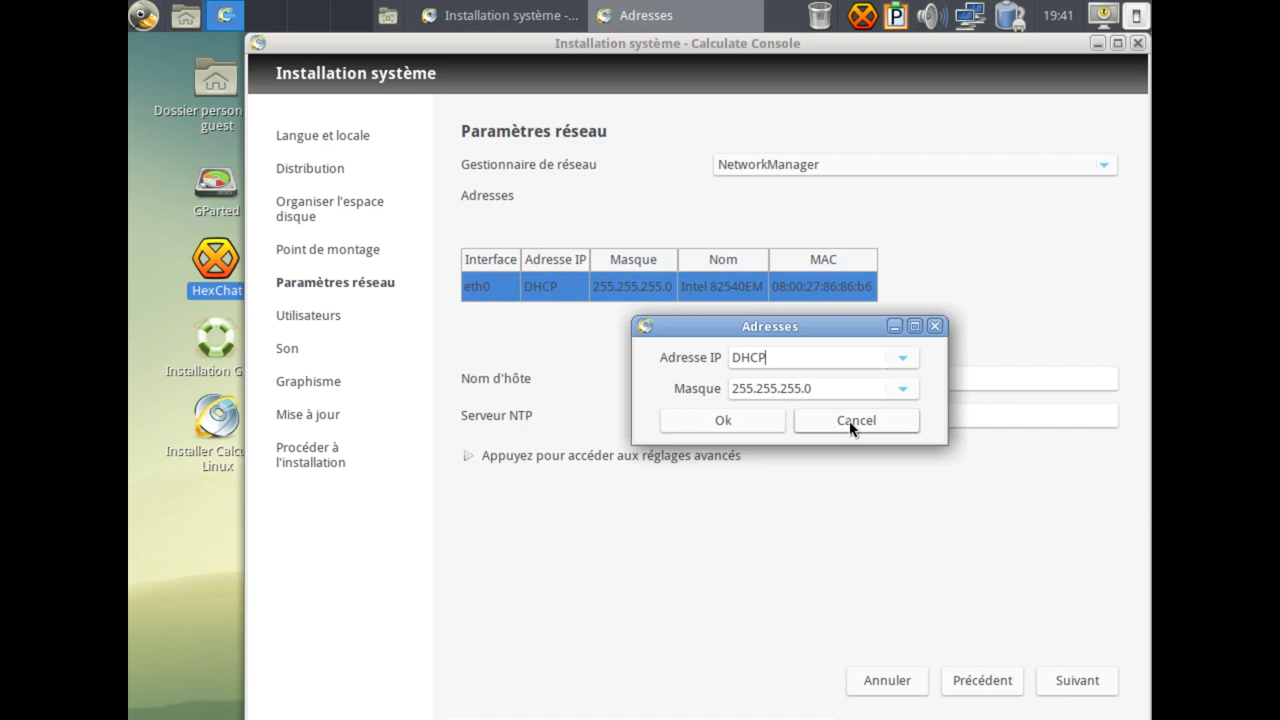 Installation système -...
Adresses
19:41
Installation système - Calculate Console
Installation système
Dossier person
guest
GParted
HexChat
Installation G
Installer Calc
Linux
Langue et locale
Distribution
Organiser l'espace
disque
Point de montage
Paramètres réseau
Utilisateurs
Son
Graphisme
Mise à jour
Procéder à
l'installation
Paramètres réseau
Gestionnaire de réseau NetworkManager
Adresses
Interface Adresse IP Masque Nom MAC
eth0 DHCP 255.255.255.0 Intel 82540EM 08:00:27:86:86:b6
Adresses
Adresse IP DHCP
Masque 255.255.255.0
Ok Cancel
Nom d'hôte
Serveur NTP
Appuyez pour accéder aux réglages avancés
Annuler Précédent Suivant